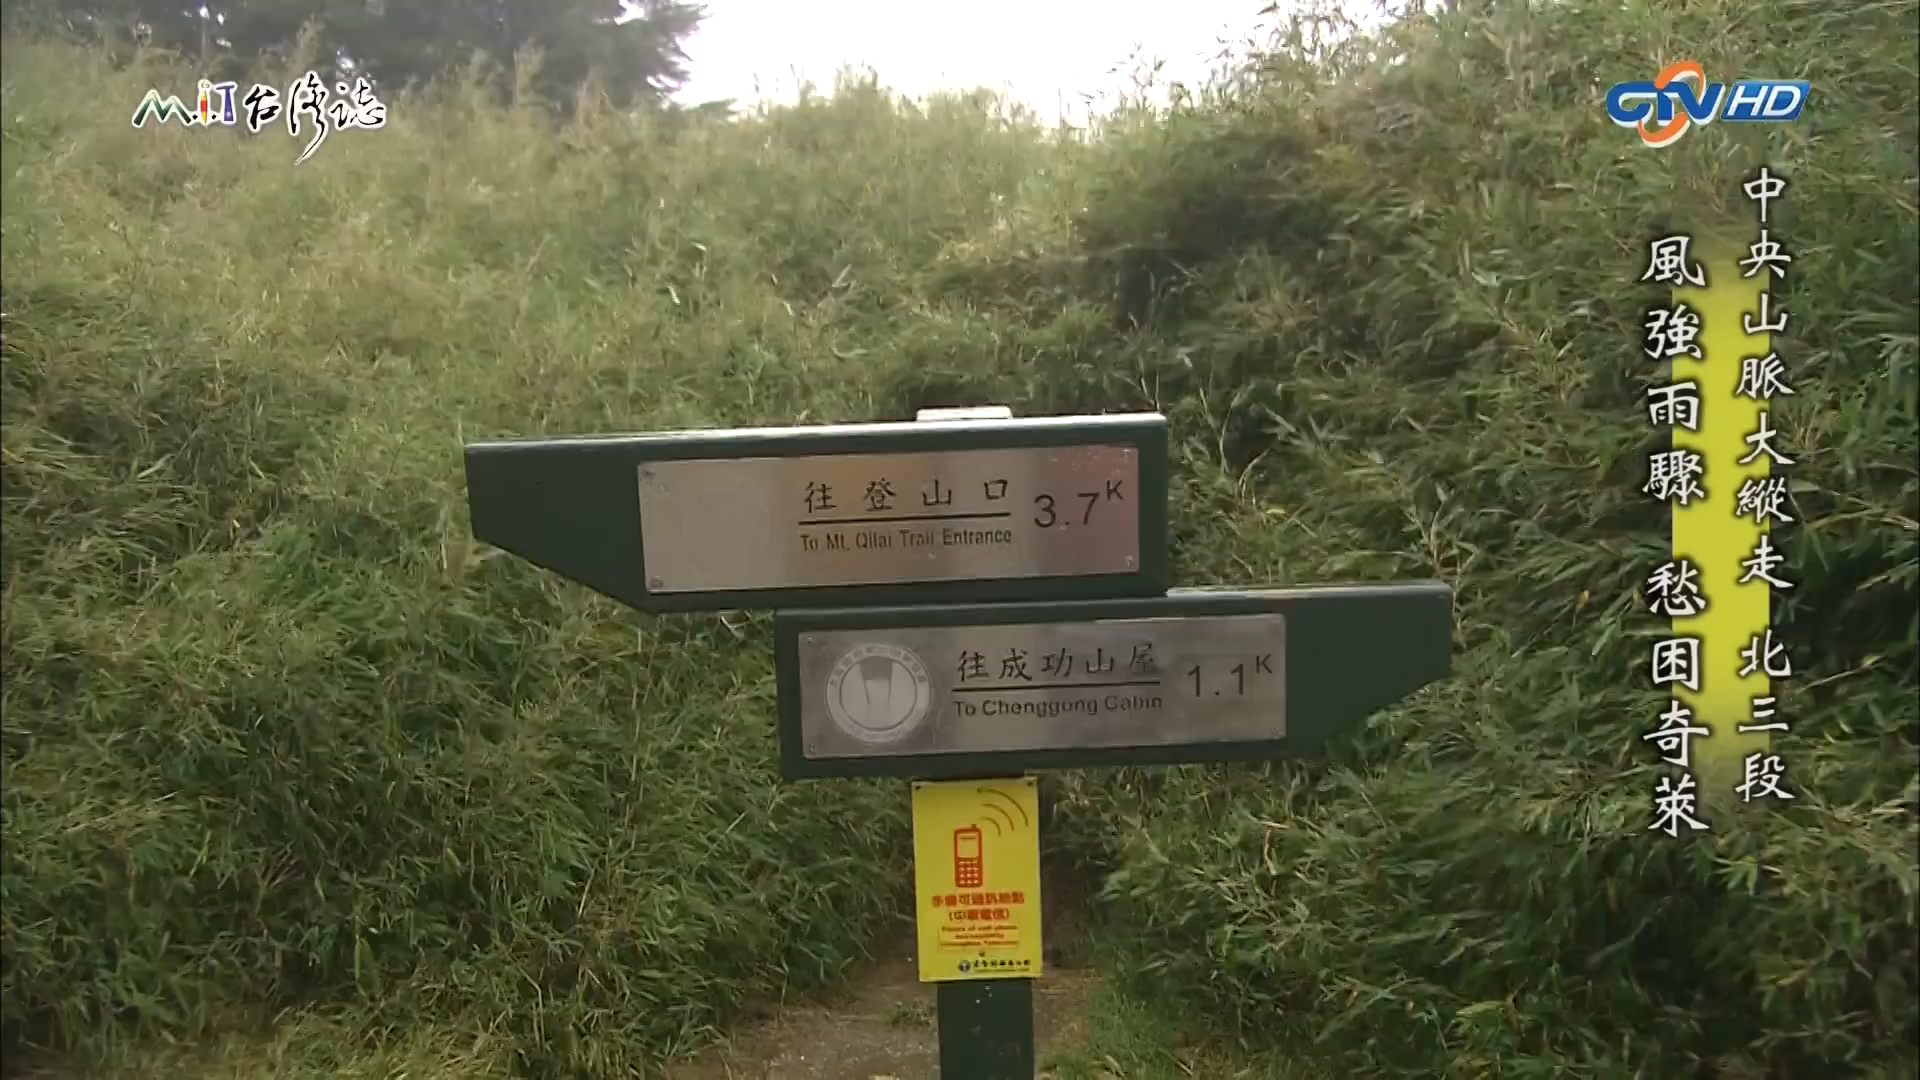 M.I.T台灣誌
CTV HD
中央山脈大縱走 北三段
風強雨驟 愁困奇萊
往登山口 3.7K
To Mt. Qilai Trail Entrance
往成功山屋 1.1K
To Chenggong Cabin
手機可通訊地點
(中華電信)